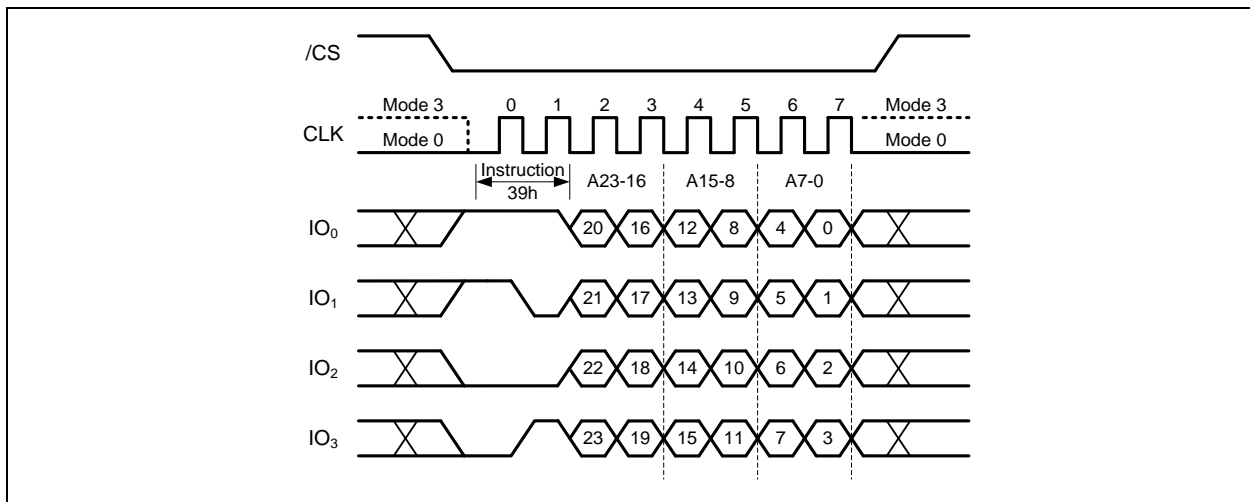 /CS
Mode 3 0 1 2 3 4 5 6 7 Mode 3
CLK
Mode 0 Mode 0
Instruction
39h
A23-16 A15-8 A7-0
IO₀ 20 16 12 8 4 0
IO₁ 21 17 13 9 5 1
IO₂ 22 18 14 10 6 2
IO₃ 23 19 15 11 7 3